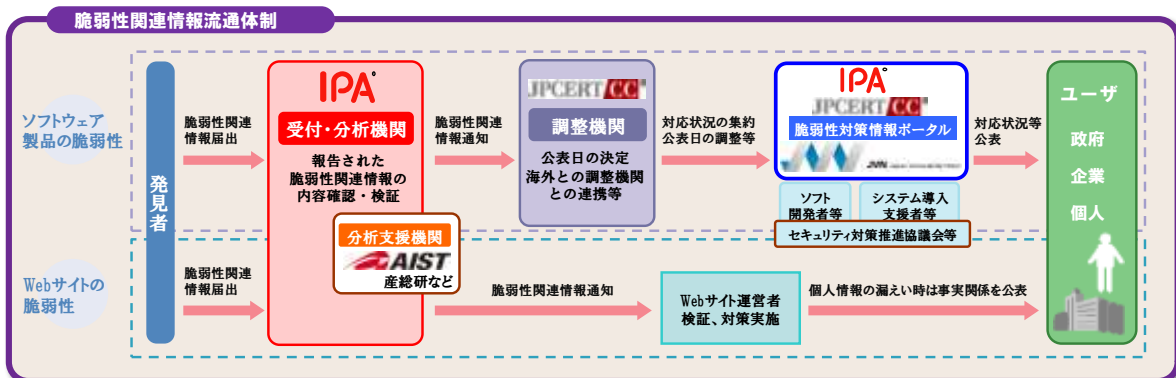 脆弱性関連情報流通体制
ソフトウェア
製品の脆弱性
発見者
脆弱性関連
情報届出
IPA
受付・分析機関
報告された
脆弱性関連情報の
内容確認・検証
分析支援機関
AIST
産総研など
脆弱性関連
情報通知
JPCERT CC
調整機関
公表日の決定
海外との調整機関
との連携等
対応状況の集約
公表日の調整等
IPA
JPCERT CC
脆弱性対策情報ポータル
JVN
ソフト
開発者等
システム導入
支援者等
セキュリティ対策推進協議会等
対応状況等
公表
ユーザ
政府
企業
個人
Webサイトの
脆弱性
脆弱性関連
情報届出
脆弱性関連情報通知
Webサイト運営者
検証、対策実施
個人情報の漏えい時は事実関係を公表